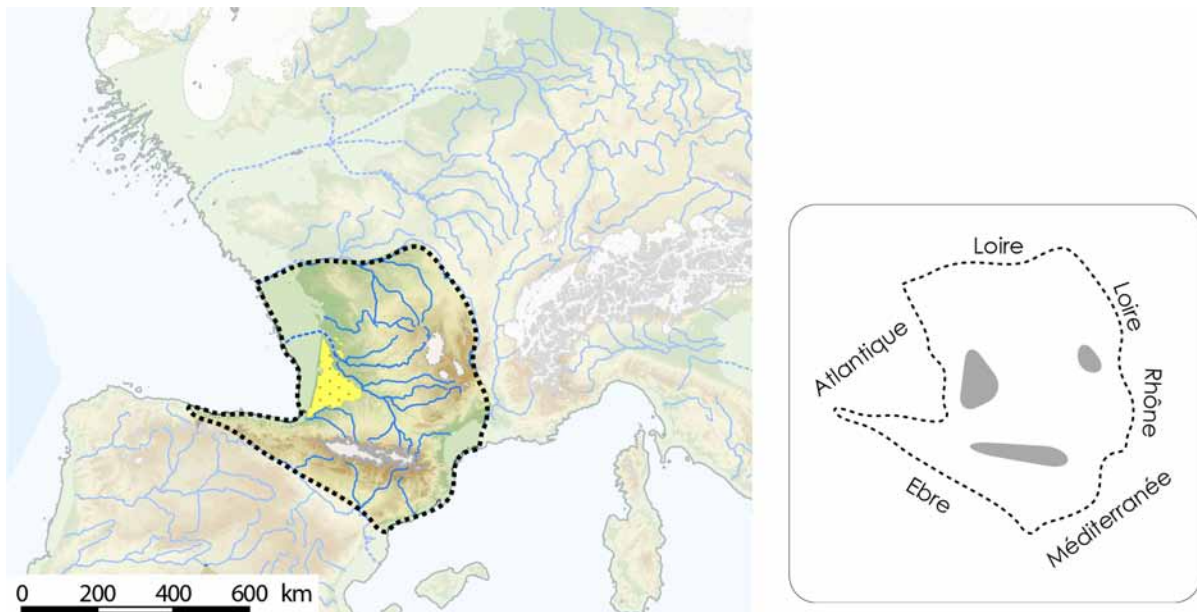 0 200 400 600 km
Loire
Loire
Atlantique
Rhône
Ebre
Méditerranée